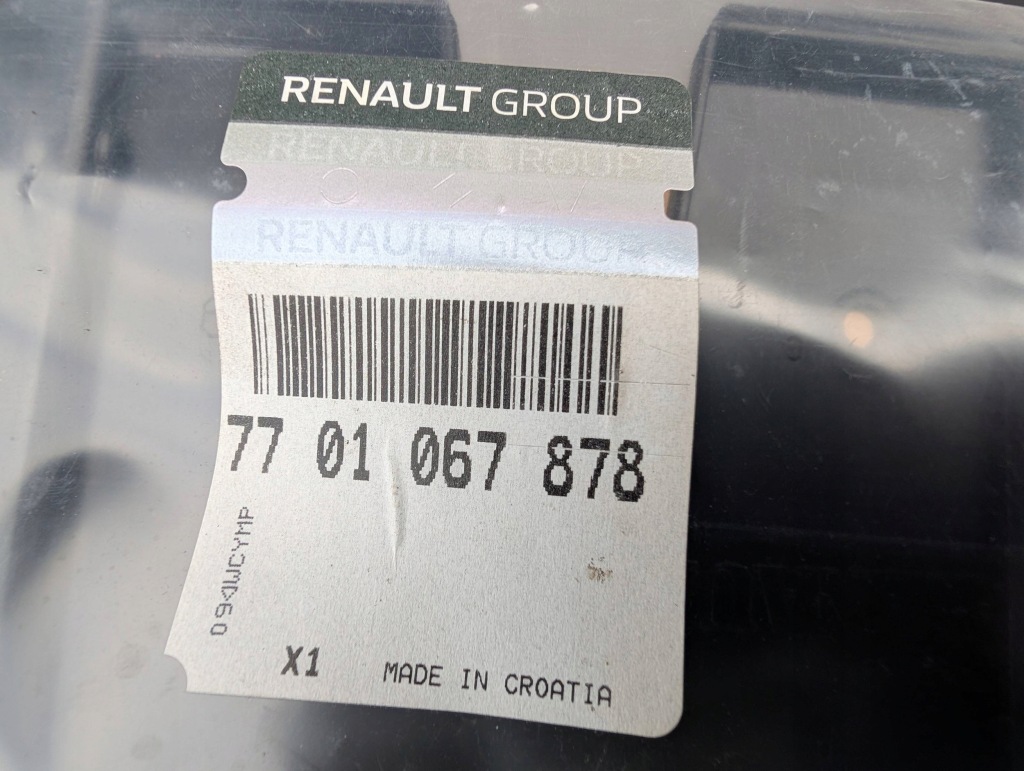 RENAULT GROUP
RENAULT GROUP
RENAULT GROUP
77 01 067 878
X1
MADE IN CROATIA